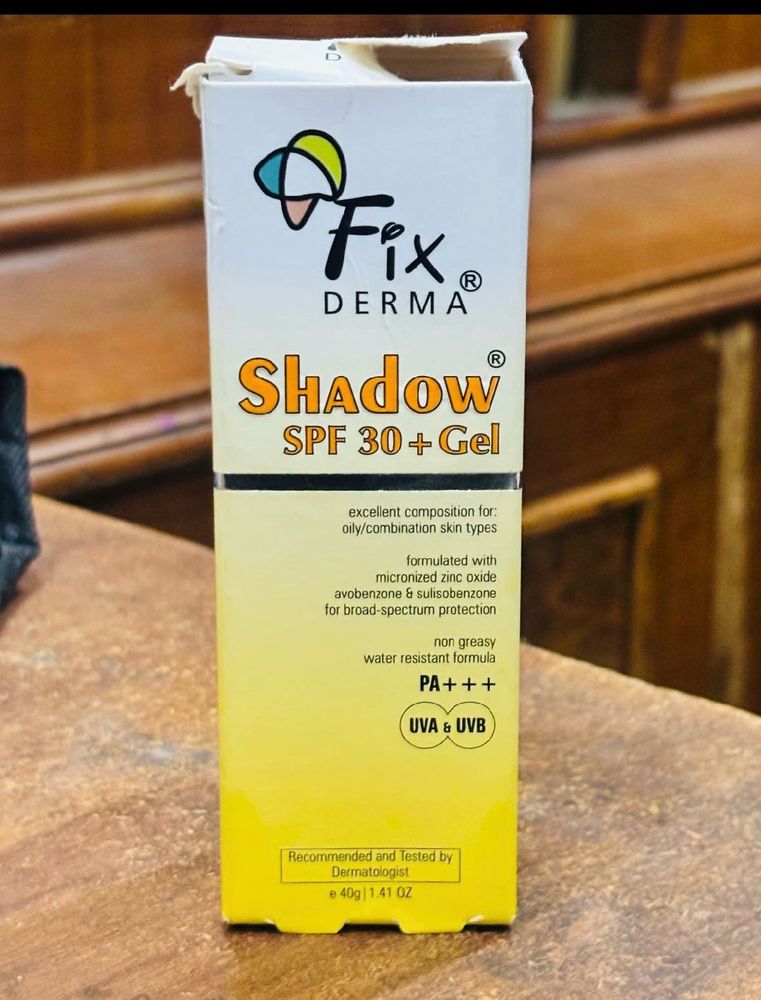 D
Fix
DERMA®
Shadow®
SPF 30+Gel
excellent composition for:
oily/combination skin types
formulated with
micronized zinc oxide
avobenzone & sulisobenzone
for broad-spectrum protection
non greasy
water resistant formula
PA+++
UVA & UVB
Recommended and Tested by
Dermatologist
e 40g|1.41 OZ